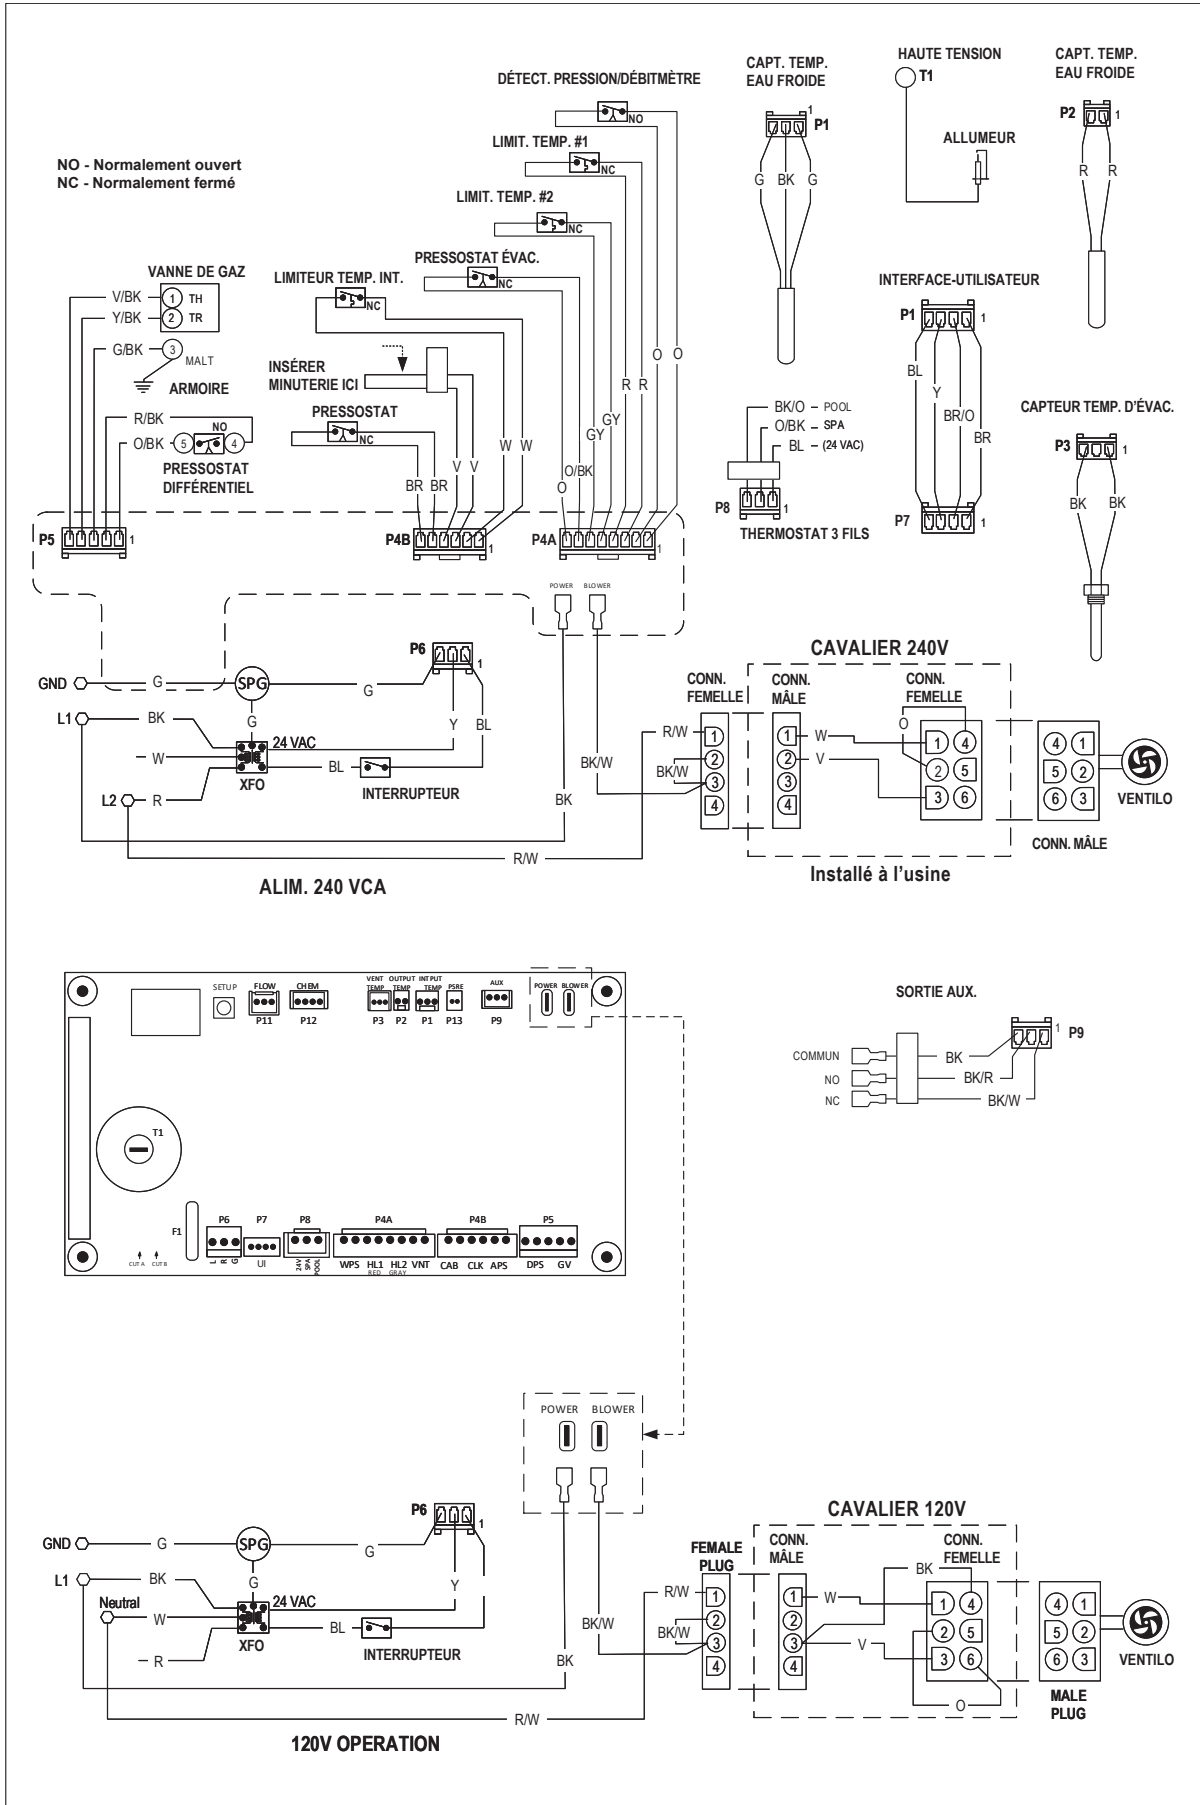 HAUTE TENSION
T1
CAPT. TEMP.
EAU FROIDE
P1
1
G
BK
G
CAPT. TEMP.
EAU FROIDE
P2
1
R
R
ALLUMEUR
DÉTECT. PRESSION/DÉBITMÈTRE
NO
LIMIT. TEMP. #1
NC
NO - Normalement ouvert
NC - Normalement fermé
LIMIT. TEMP. #2
NC
PRESSOSTAT ÉVAC.
NC
VANNE DE GAZ
V/BK
1
TH
Y/BK
2
TR
G/BK
3
MALT
ARMOIRE
R/BK
NO
O/BK
5
4
PRESSOSTAT
DIFFÉRENTIEL
LIMITEUR TEMP. INT.
NC
INSÉRER
MINUTERIE ICI
PRESSOSTAT
NC
BR
BR
V
V
W
W
O
O/BK
GY
GY
R
R
O
O
INTERFACE-UTILISATEUR
P1
1
BL
Y
BR/O
BR
P7
1
CAPTEUR TEMP. D'ÉVAC.
P3
1
BK
BK
BK/O
POOL
O/BK
SPA
BL
(24 VAC)
P8
1
THERMOSTAT 3 FILS
P5
1
P4B
1
P4A
1
POWER
BLOWER
P6
1
GND
G
SPG
G
G
L1
BK
24 VAC
Y
BL
W
XFO
BL
INTERRUPTEUR
L2
R
BK
BK/W
R/W
ALIM. 240 VCA
CAVALIER 240V
CONN.
FEMELLE
R/W
1
2
BK/W
3
4
CONN.
MÂLE
1
2
3
4
W
V
CONN.
FEMELLE
O
1
4
2
5
3
6
4
1
5
2
6
3
VENTILO
CONN. MÂLE
Installé à l'usine
SETUP
FLOW
P11
CHEM
P12
VENT
TEMP
P3
OUTPUT
TEMP
P2
INTPUT
TEMP
P1
PSRE
P13
AUX
P9
POWER
BLOWER
T1
F1
CUT A
CUT B
P6
L
R
G
P7
UI
P8
24V
SPA
POOL
P4A
WPS
HL1
HL2
VNT
RED
GRAY
P4B
CAB
CLK
APS
P5
DPS
GV
SORTIE AUX.
COMMUN
BK
P9
1
NO
BK/R
NC
BK/W
POWER
BLOWER
P6
1
GND
G
SPG
G
G
L1
BK
24 VAC
Y
Neutral
W
XFO
BL
INTERRUPTEUR
R
BK
BK/W
R/W
120V OPERATION
CAVALIER 120V
FEMALE
PLUG
R/W
1
2
BK/W
3
4
CONN.
MÂLE
1
2
3
4
W
V
BK
CONN.
FEMELLE
1
4
2
5
3
6
O
4
1
5
2
6
3
VENTILO
MALE
PLUG